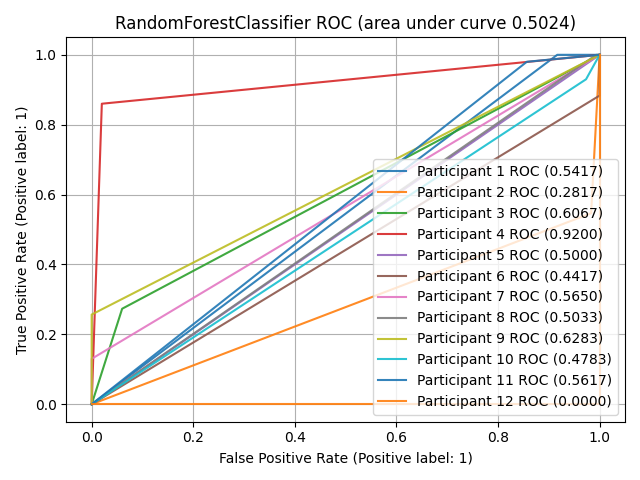 RandomForestClassifier ROC (area under curve 0.5024)
True Positive Rate (Positive label: 1)
1.0
0.8
0.6
0.4
0.2
0.0
Participant 1 ROC (0.5417)
Participant 2 ROC (0.2817)
Participant 3 ROC (0.6067)
Participant 4 ROC (0.9200)
Participant 5 ROC (0.5000)
Participant 6 ROC (0.4417)
Participant 7 ROC (0.5650)
Participant 8 ROC (0.5033)
Participant 9 ROC (0.6283)
Participant 10 ROC (0.4783)
Participant 11 ROC (0.5617)
Participant 12 ROC (0.0000)
0.0 0.2 0.4 0.6 0.8 1.0
False Positive Rate (Positive label: 1)